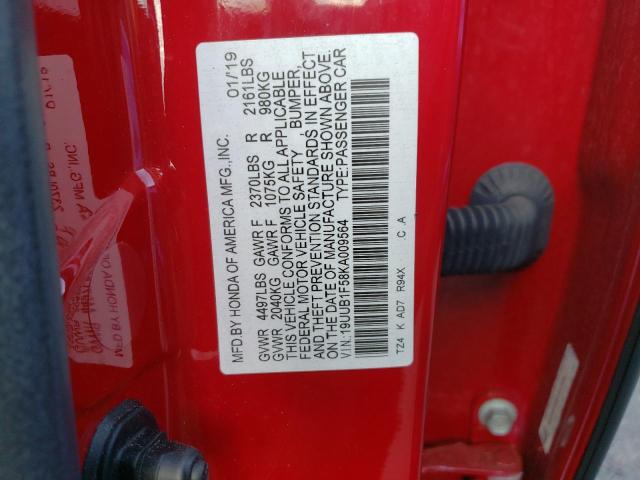 MFD.BY HONDA OF AMERICA MFG.,INC. 01/'19
GVWR 4497LBS GAWR F 2370LBS R 2161LBS
GVWR 2040KG GAWR F 1075KG R 980KG
THIS VEHICLE CONFORMS TO ALL APPLICABLE
FEDERAL MOTOR VEHICLE SAFETY , BUMPER,
AND THEFT PREVENTION STANDARDS IN EFFECT
ON THE DATE OF MANUFACTURE SHOWN ABOVE.
V.I.N.:19UUB1F58KA009564 TYPE:PASSENGER CAR
TZ4 K AD7 R94X C A